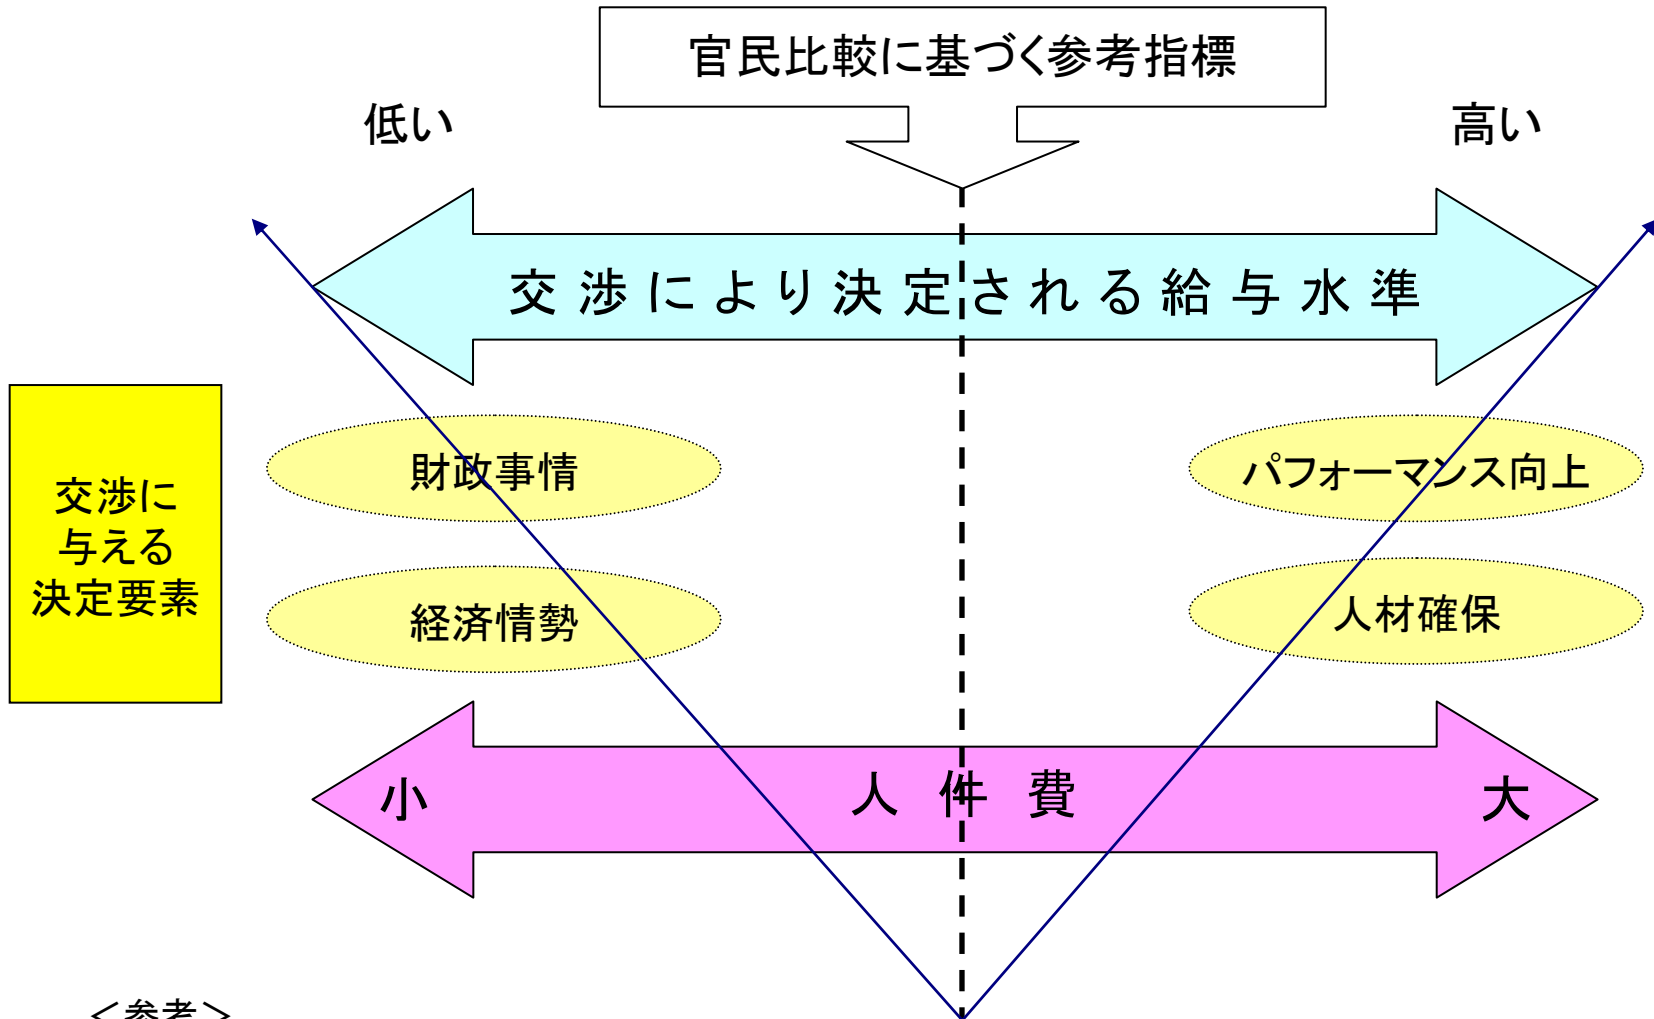 官民比較に基づく参考指標
低い
高い
交渉により決定される給与水準
交渉に
与える
決定要素
財政事情
パフォーマンス向上
経済情勢
人材確保
小
人件費
大
＜参考＞